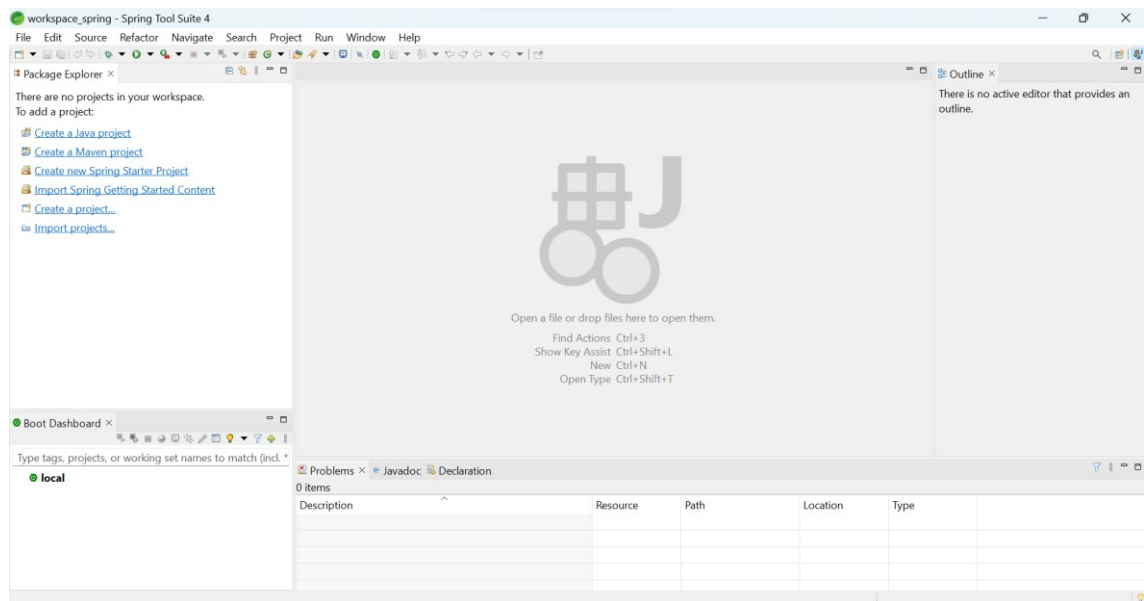 workspace_spring - Spring Tool Suite 4
File Edit Source Refactor Navigate Search Project Run Window Help
Package Explorer
There are no projects in your workspace.
To add a project:
Create a Java project
Create a Maven project
Create new Spring Starter Project
Import Spring Getting Started Content
Create a project...
Import projects...
Open a file or drop files here to open them.
Find Actions Ctrl+3
Show Key Assist Ctrl+Shift+L
New Ctrl+N
Open Type Ctrl+Shift+T
Outline
There is no active editor that provides an
outline.
Boot Dashboard
Type tags, projects, or working set names to match (incl. *
local
Problems Javadoc Declaration
0 items
Description Resource Path Location Type